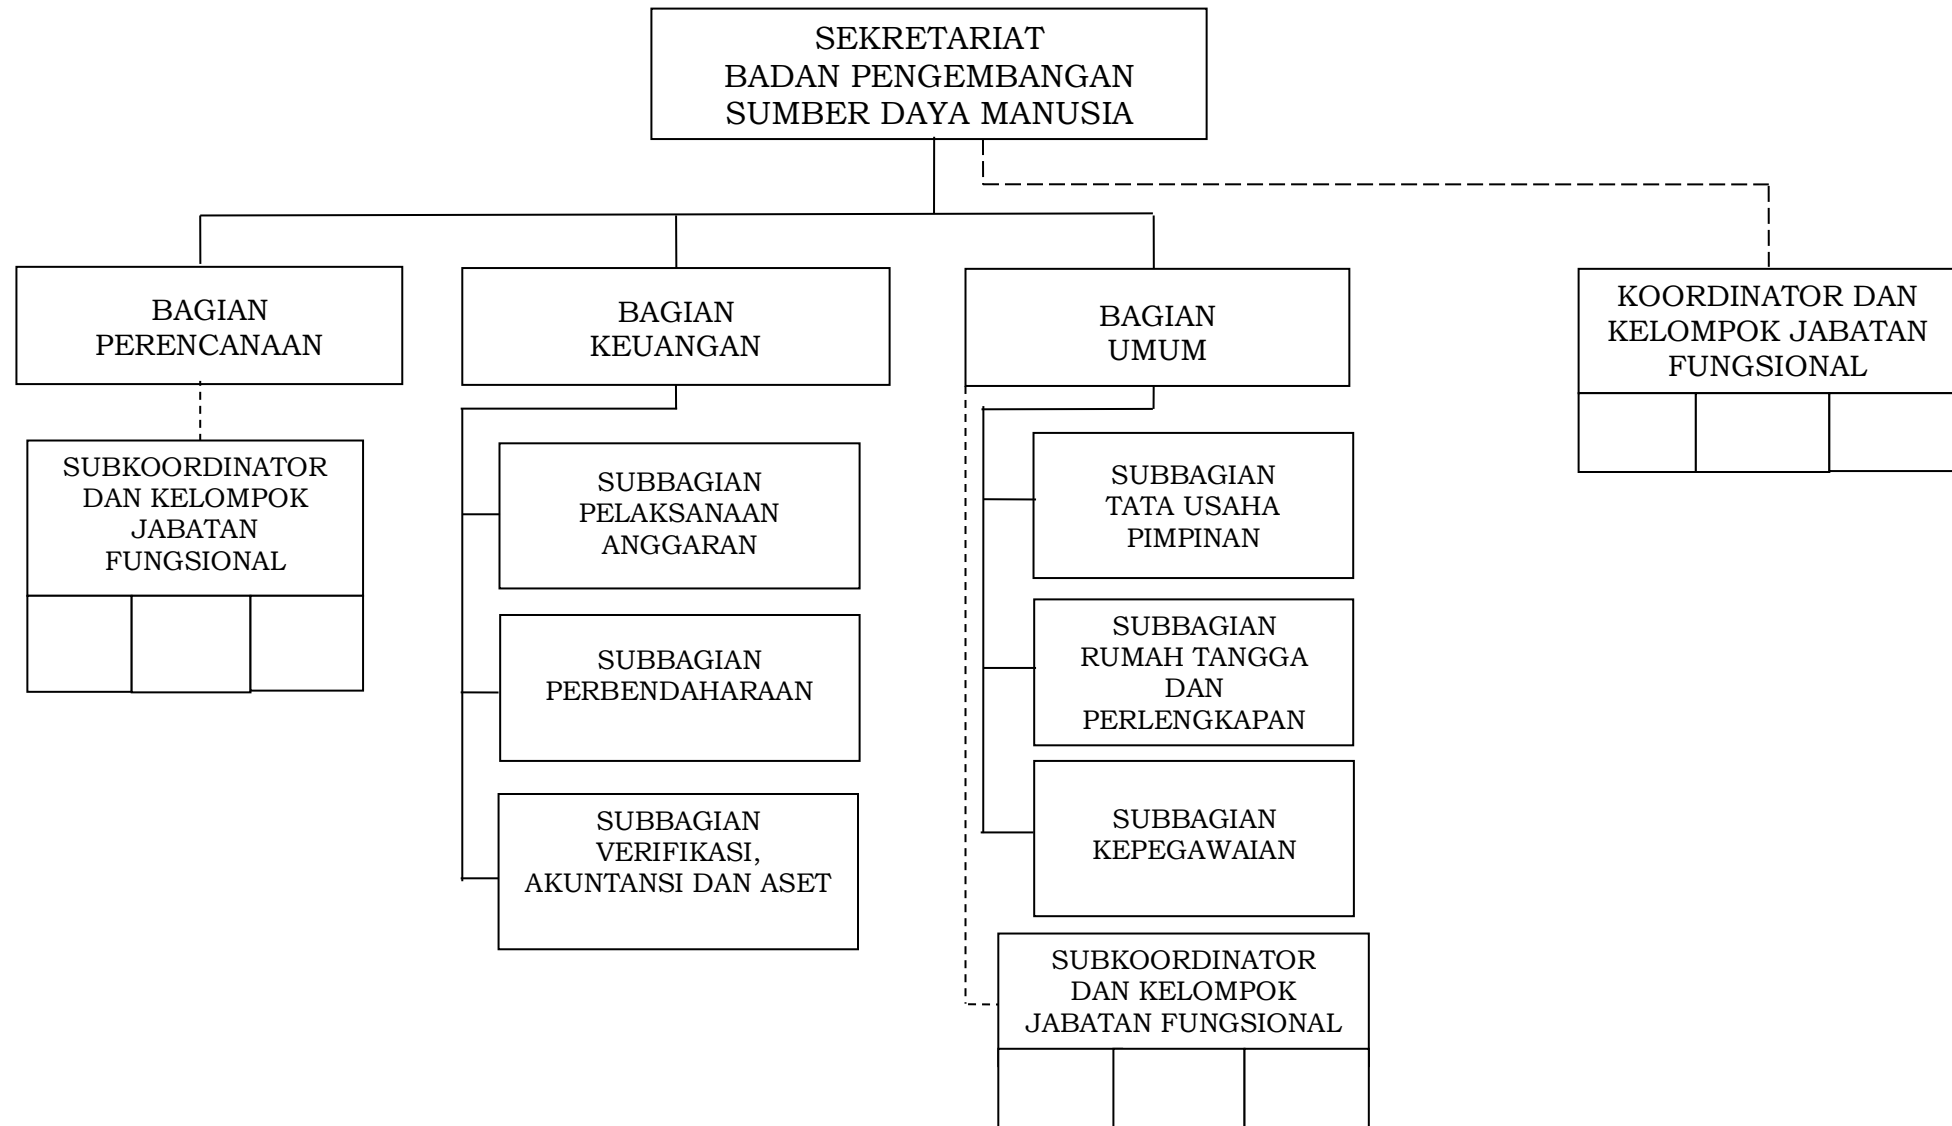 SEKRETARIAT
BADAN PENGEMBANGAN
SUMBER DAYA MANUSIA
BAGIAN
PERENCANAAN
BAGIAN
KEUANGAN
BAGIAN
UMUM
KOORDINATOR DAN
KELOMPOK JABATAN
FUNGSIONAL
SUBKOORDINATOR
DAN KELOMPOK
JABATAN
FUNGSIONAL
SUBBAGIAN
PELAKSANAAN
ANGGARAN
SUBBAGIAN
PERBENDAHARAAN
SUBBAGIAN
VERIFIKASI,
AKUNTANSI DAN ASET
SUBBAGIAN
TATA USAHA
PIMPINAN
SUBBAGIAN
RUMAH TANGGA
DAN
PERLENGKAPAN
SUBBAGIAN
KEPEGAWAIAN
SUBKOORDINATOR
DAN KELOMPOK
JABATAN FUNGSIONAL